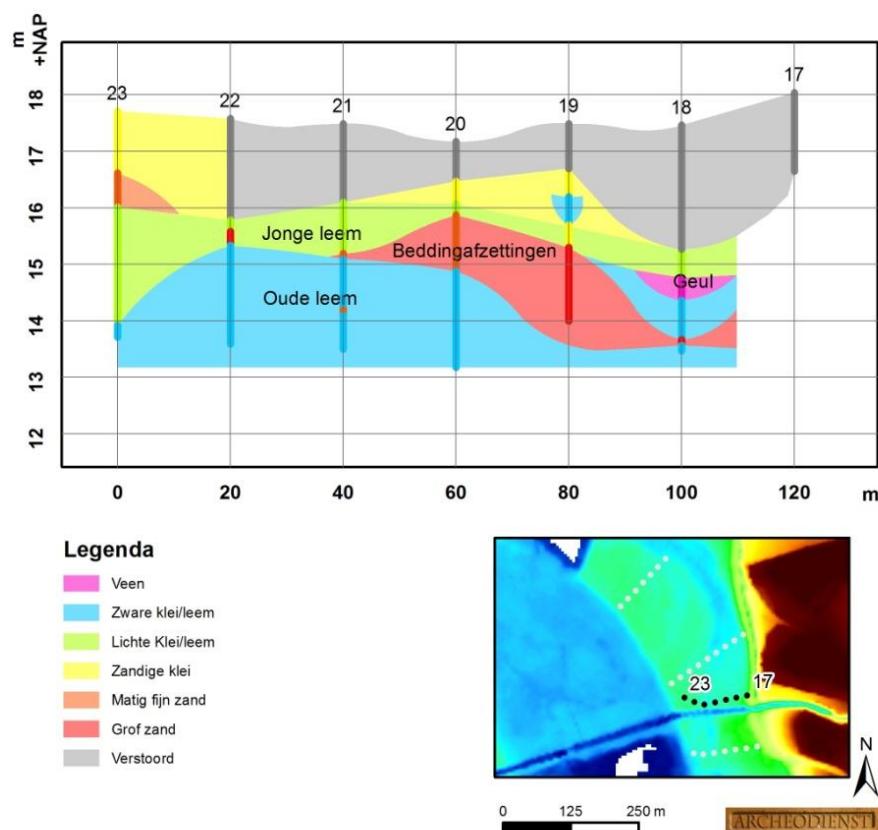 m
+NAP
18
17
16
15
14
13
12
23
22
21
20
19
18
17
Jonge leem
Beddingafzettingen
Geul
Oude leem
0 20 40 60 80 100 120 m
Legenda
Veen
Zware klei/leem
Lichte Klei/leem
Zandige klei
Matig fijn zand
Grof zand
Verstoord
23
17
N
0 125 250 m
ARCHEODIENST